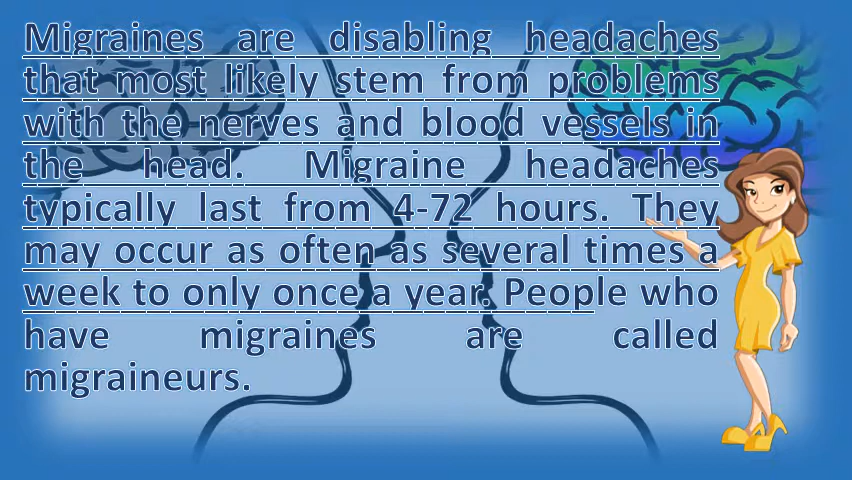 Migraines are disabling headaches
that most likely stem from problems
with the nerves and blood vessels in
the head. Migraine headaches
typically last from 4-72 hours. They
may occur as often as several times a
week to only once a year. People who
have migraines are called
migraineurs.